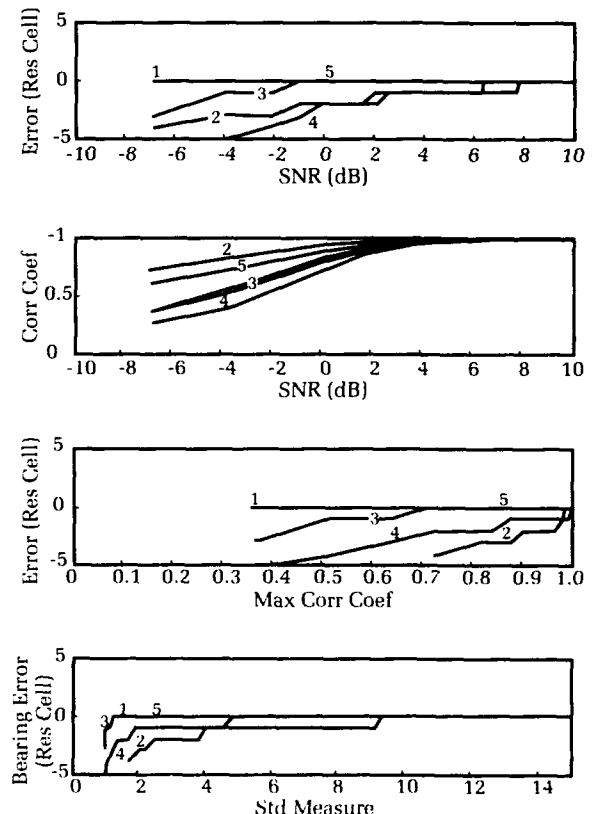 Error (Res Cell)
5
0
-5
1
5
3
2
4
-10 -8 -6 -4 -2 0 2 4 6 8 10
SNR (dB)
Corr Coef
-1
0.5
0
2
5
3
4
-10 -8 -6 -4 -2 0 2 4 6 8 10
SNR (dB)
Error (Res Cell)
5
0
-5
1
5
3
4
2
0 0.1 0.2 0.3 0.4 0.5 0.6 0.7 0.8 0.9 1.0
Max Corr Coef
Bearing Error
(Res Cell)
5
0
-5
3
1
5
4
2
0 2 4 6 8 10 12 14
Std Measure